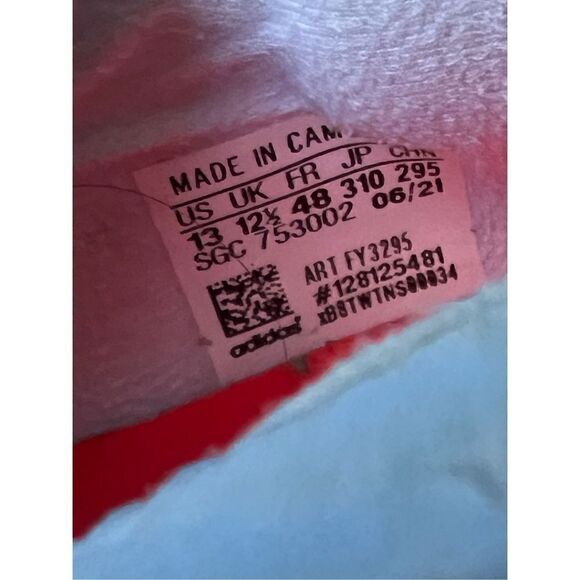 MADE IN CAM
US UK FR JP CHN
13 12½ 48 310 295
SGC 753002 06/21
ART FY3295
#128125481
adidas